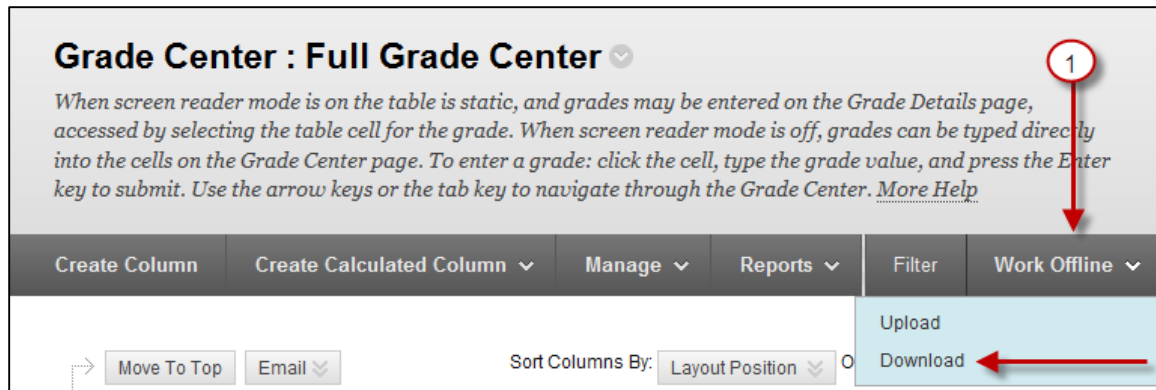 Grade Center : Full Grade Center
1
When screen reader mode is on the table is static, and grades may be entered on the Grade Details page,
accessed by selecting the table cell for the grade. When screen reader mode is off, grades can be typed directly
into the cells on the Grade Center page. To enter a grade: click the cell, type the grade value, and press the Enter
key to submit. Use the arrow keys or the tab key to navigate through the Grade Center. More Help
Create Column Create Calculated Column Manage Reports Filter Work Offline
Upload
Download
Move To Top Email Sort Columns By: Layout Position O